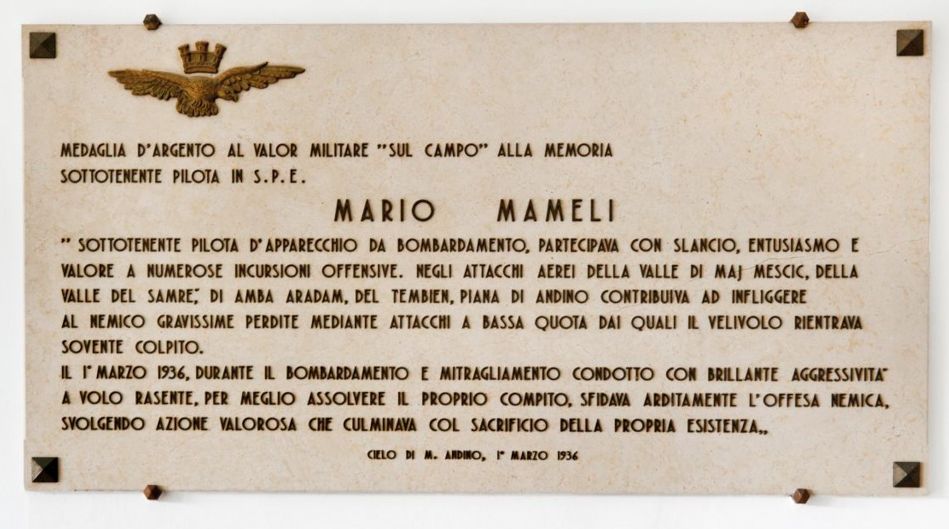 MEDAGLIA D'ARGENTO AL VALOR MILITARE "SUL CAMPO" ALLA MEMORIA
SOTTOTENENTE PILOTA IN S.P.E.
MARIO MAMELI
" SOTTOTENENTE PILOTA D'APPARECCHIO DA BOMBARDAMENTO, PARTECIPAVA CON SLANCIO, ENTUSIASMO E
VALORE A NUMEROSE INCURSIONI OFFENSIVE. NEGLI ATTACCHI AEREI DELLA VALLE DI MAJ MESCIC, DELLA
VALLE DEL SAMRE', DI AMBA ARADAM, DEL TEMBIEN, PIANA DI ANDINO CONTRIBUIVA AD INFLIGGERE
AL NEMICO GRAVISSIME PERDITE MEDIANTE ATTACCHI A BASSA QUOTA DAI QUALI IL VELIVOLO RIENTRAVA
SOVENTE COLPITO.
IL 1° MARZO 1936, DURANTE IL BOMBARDAMENTO E MITRAGLIAMENTO CONDOTTO CON BRILLANTE AGGRESSIVITA'
A VOLO RASENTE, PER MEGLIO ASSOLVERE IL PROPRIO COMPITO, SFIDAVA ARDITAMENTE L'OFFESA NEMICA,
SVOLGENDO AZIONE VALOROSA CHE CULMINAVA COL SACRIFICIO DELLA PROPRIA ESISTENZA„
CIELO DI M. ANDINO, 1° MARZO 1936